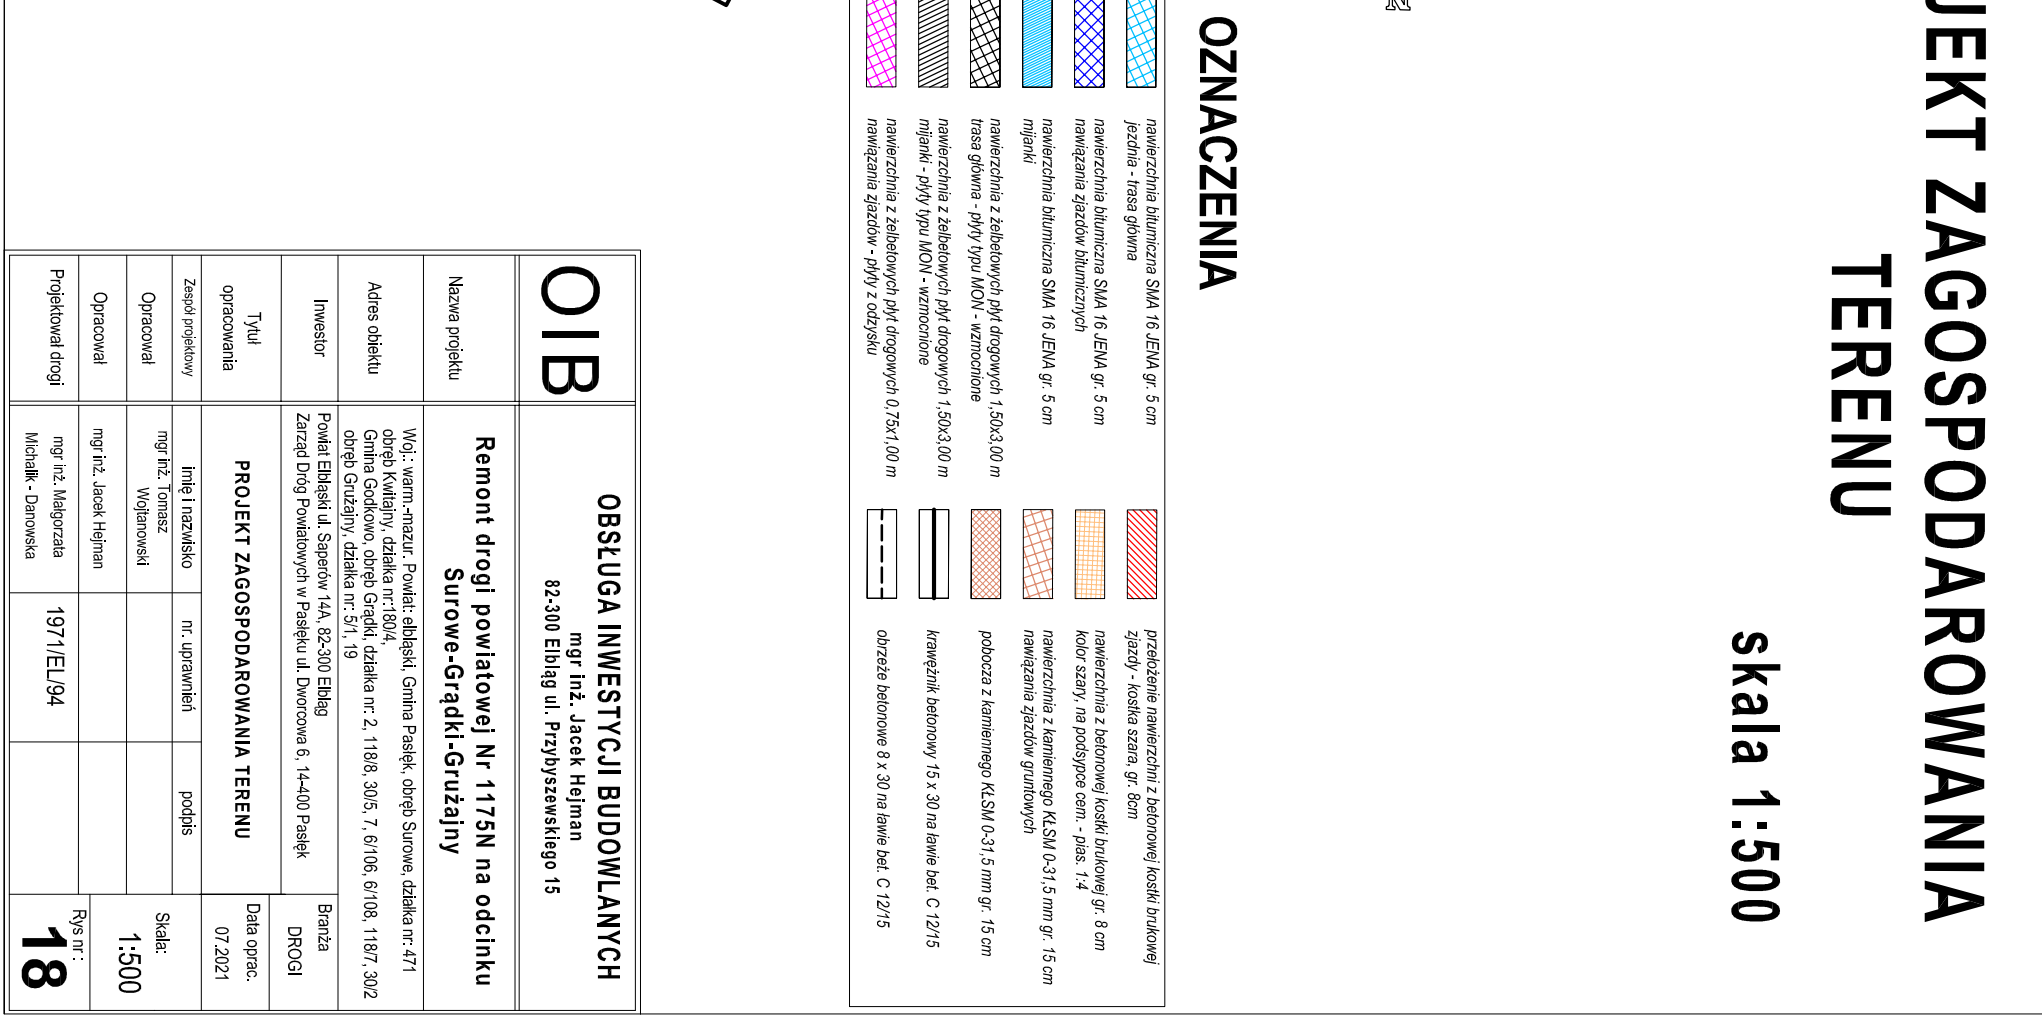 JEKT ZAGOSPODAROWANIA
TERENU
skala 1:500
OZNACZENIA
nawierzchnia bitumiczna SMA 16 JENA gr. 5 cm
jezdnia - trasa główna
nawierzchnia bitumiczna SMA 16 JENA gr. 5 cm
nawiązania zjazdów bitumicznych
nawierzchnia bitumiczna SMA 16 JENA gr. 5 cm
mijanki
nawierzchnia z żelbetowych płyt drogowych 1,50x3,00 m
trasa główna - płyty typu MON - wzmocnione
nawierzchnia z żelbetowych płyt drogowych 1,50x3,00 m
mijanki - płyty typu MON - wzmocnione
nawierzchnia z żelbetowych płyt drogowych 0,75x1,00 m
nawiązania zjazdów - płyty z odzysku
przełożenie nawierzchni z betonowej kostki brukowej
zjazdy - kostka szara, gr. 8cm
nawierzchnia z betonowej kostki brukowej gr. 8 cm
kolor szary, na podsypce cem. - pias. 1:4
nawierzchnia z kamiennego KŁSM 0-31,5 mm gr. 15 cm
nawiązania zjazdów gruntowych
pobocza z kamiennego KŁSM 0-31,5 mm gr. 15 cm
krawężnik betonowy 15 x 30 na ławie bet. C 12/15
obrzeże betonowe 8 x 30 na ławie bet. C 12/15
OIB
OBSŁUGA INWESTYCJI BUDOWLANYCH
mgr inż. Jacek Hejman
82-300 Elbląg ul. Przybyszewskiego 15
Nazwa projektu
Remont drogi powiatowej Nr 1175N na odcinku
Surowe-Grądki-Grużajny
Adres obiektu
Woj.: warm.-mazur. Powiat: elbląski, Gmina Pasłęk, obręb Surowe, działka nr: 471
obręb Kwitajny, działka nr:180/4,
Gmina Godkowo, obręb Grądki, działka nr: 2, 118/8, 30/5, 7, 6/106, 6/108, 118/7, 30/2
obręb Grużajny, działka nr: 5/1, 19
Inwestor
Powiat Elbląski ul. Saperów 14A, 82-300 Elbląg
Zarząd Dróg Powiatowych w Pasłęku ul. Dworcowa 6, 14-400 Pasłęk
Branża
DROGI
Tytuł
opracowania
PROJEKT ZAGOSPODAROWANIA TERENU
Data oprac.
07.2021
Zespół projektowy
imię i nazwisko
nr. uprawnień
podpis
Skala:
1:500
Opracował
mgr inż. Tomasz
Wojtanowski
Opracował
mgr inż. Jacek Hejman
Projektował drogi
mgr inż. Małgorzata
Michalik - Danowska
1971/EL/94
Rys nr :
18